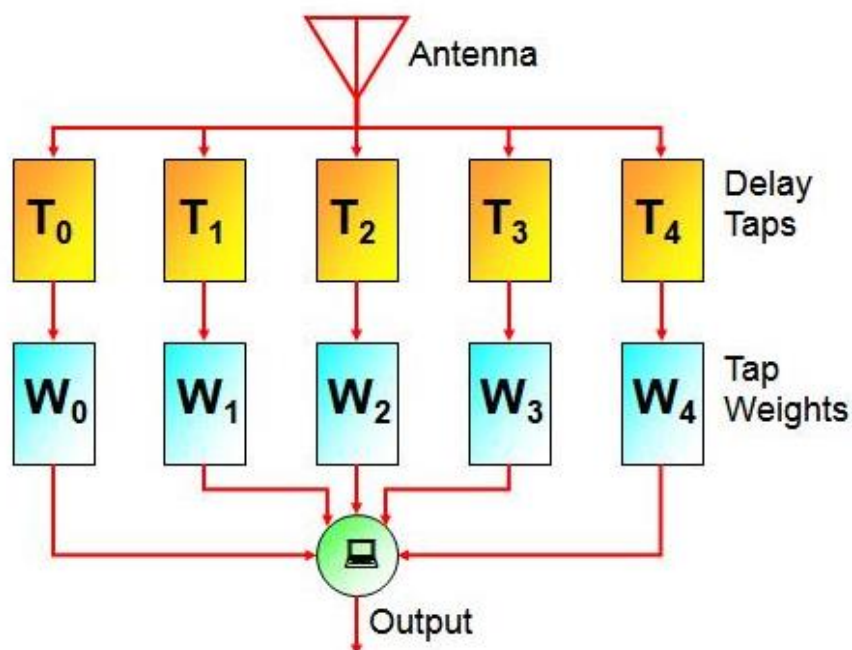 Antenna
T0 T1 T2 T3 T4
Delay
Taps
W0 W1 W2 W3 W4
Tap
Weights
Output